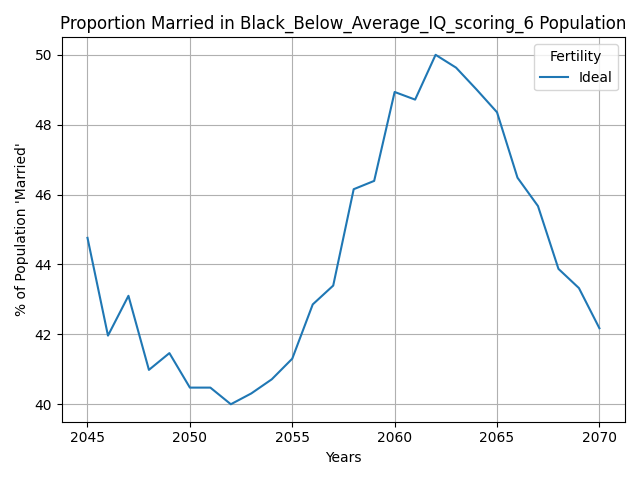 Proportion Married in Black_Below_Average_IQ_scoring_6 Population
Fertility
Ideal
% of Population 'Married'
50
48
46
44
42
40
2045
2050
2055
2060
2065
2070
Years